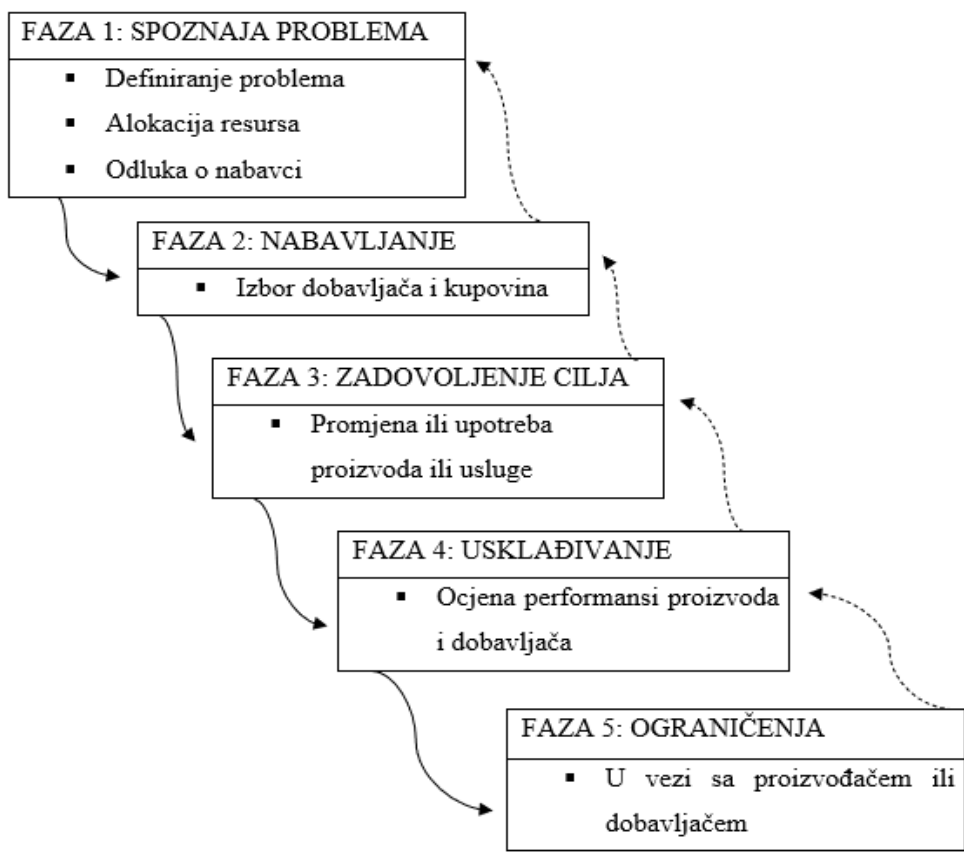 FAZA 1: SPOZNAJA PROBLEMA
▪ Definiranje problema
▪ Alokacija resursa
▪ Odluka o nabavci
FAZA 2: NABAVLJANJE
▪ Izbor dobavljača i kupovina
FAZA 3: ZADOVOLJENJE CILJA
▪ Promjena ili upotreba
proizvoda ili usluge
FAZA 4: USKLAĐIVANJE
▪ Ocjena performansi proizvoda
i dobavljača
FAZA 5: OGRANIČENJA
▪ U vezi sa proizvođačem ili
dobavljačem